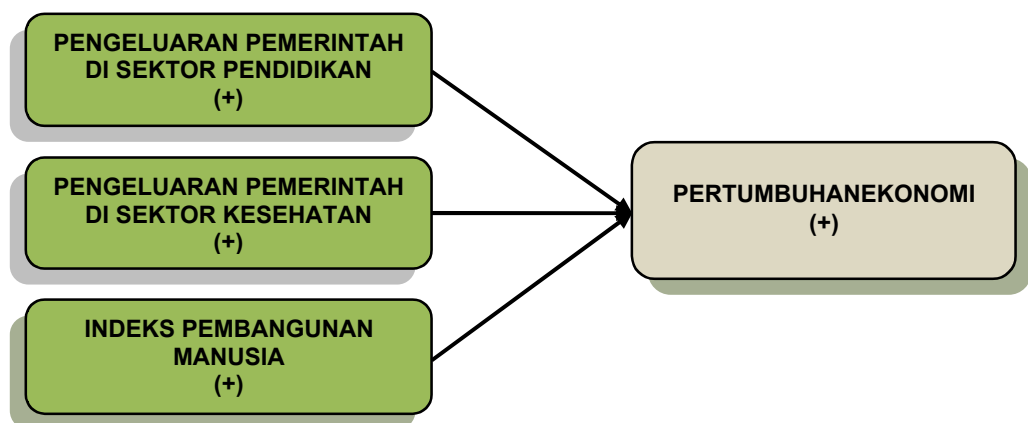 PENGELUARAN PEMERINTAH
DI SEKTOR PENDIDIKAN
(+)
PENGELUARAN PEMERINTAH
DI SEKTOR KESEHATAN
(+)
INDEKS PEMBANGUNAN
MANUSIA
(+)
PERTUMBUHANEKONOMI
(+)